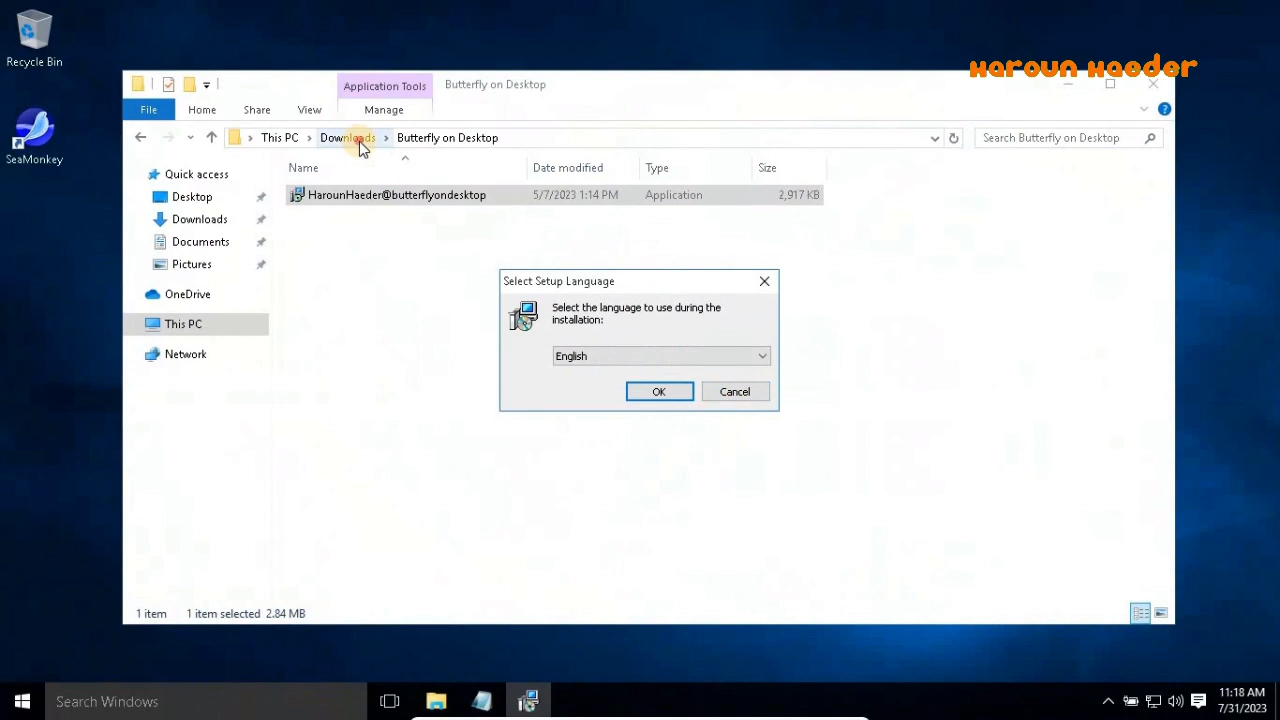 Recycle Bin
SeaMonkey
Haroun Haeder
Application Tools
Butterfly on Desktop
File
Home
Share
View
Manage
This PC
Downloads
Butterfly on Desktop
Search Butterfly on Desktop
Name
Date modified
Type
Size
HarounHaeder@butterflyondesktop
5/7/2023 1:14 PM
Application
2,917 KB
Quick access
Desktop
Downloads
Documents
Pictures
OneDrive
This PC
Network
Select Setup Language
Select the language to use during the
installation:
English
OK
Cancel
1 item
1 item selected 2.84 MB
Search Windows
11:18 AM
7/31/2023